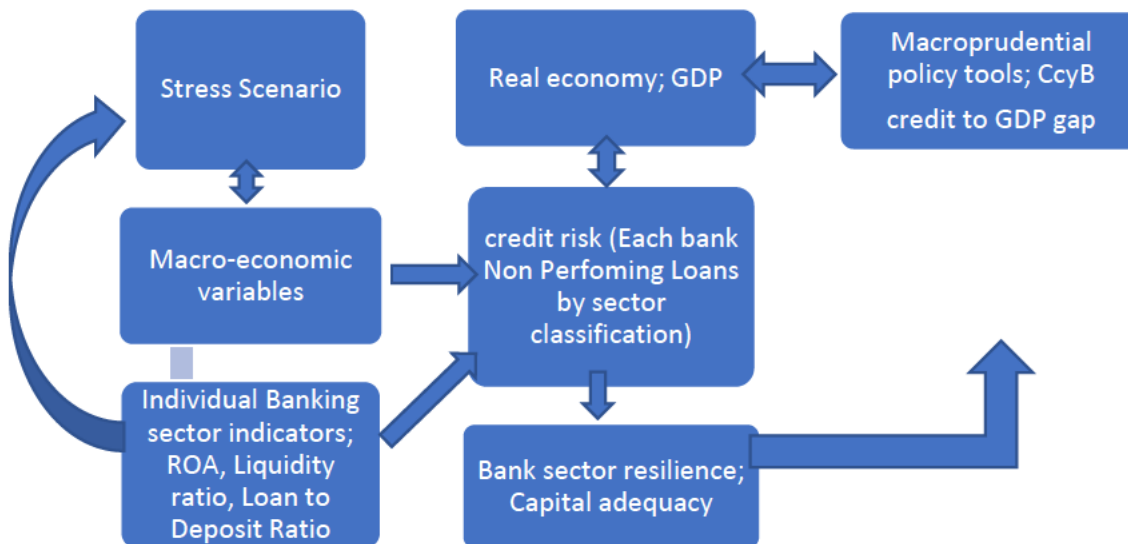 Stress Scenario
Real economy; GDP
Macroprudential
policy tools; CcyB
credit to GDP gap
Macro-economic
variables
credit risk (Each bank
Non Perfoming Loans
by sector
classification)
Individual Banking
sector indicators;
ROA, Liquidity
ratio, Loan to
Deposit Ratio
Bank sector resilience;
Capital adequacy